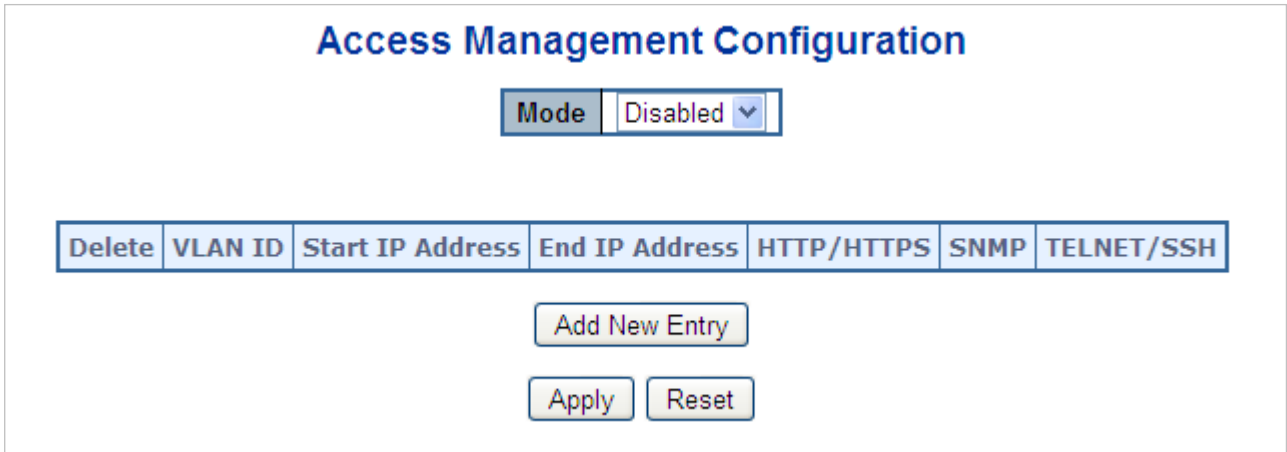 Access Management Configuration
Mode Disabled
Delete VLAN ID Start IP Address End IP Address HTTP/HTTPS SNMP TELNET/SSH
Add New Entry
Apply Reset